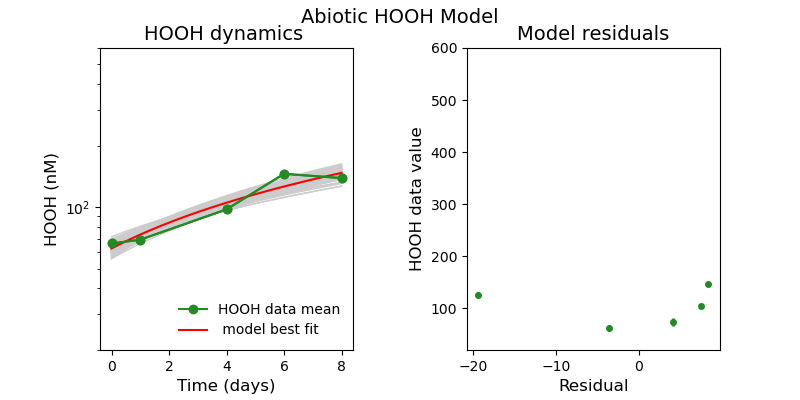 Abiotic HOOH Model
HOOH dynamics
HOOH (nM)
10²
HOOH data mean
model best fit
0 2 4 6 8
Time (days)
Model residuals
HOOH data value
600
500
400
300
200
100
−20 −10 0
Residual